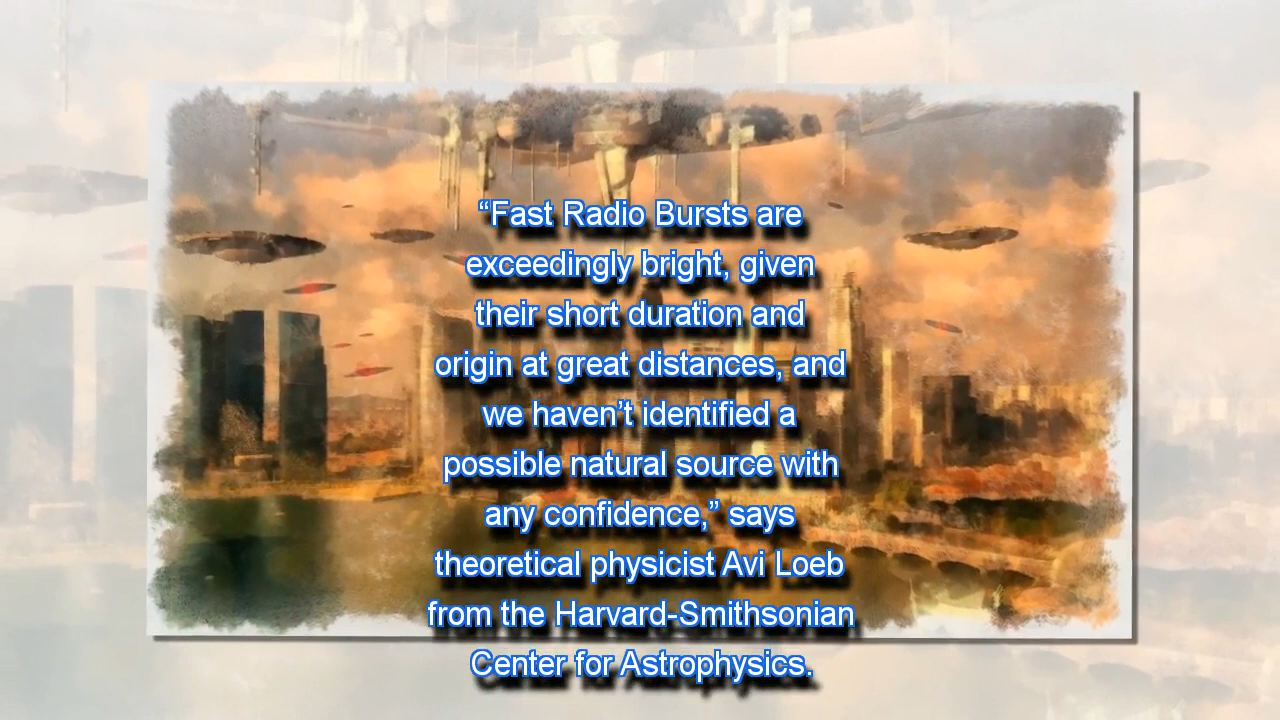 “Fast Radio Bursts are
exceedingly bright, given
their short duration and
origin at great distances, and
we haven’t identified a
possible natural source with
any confidence,” says
theoretical physicist Avi Loeb
from the Harvard-Smithsonian
Center for Astrophysics.